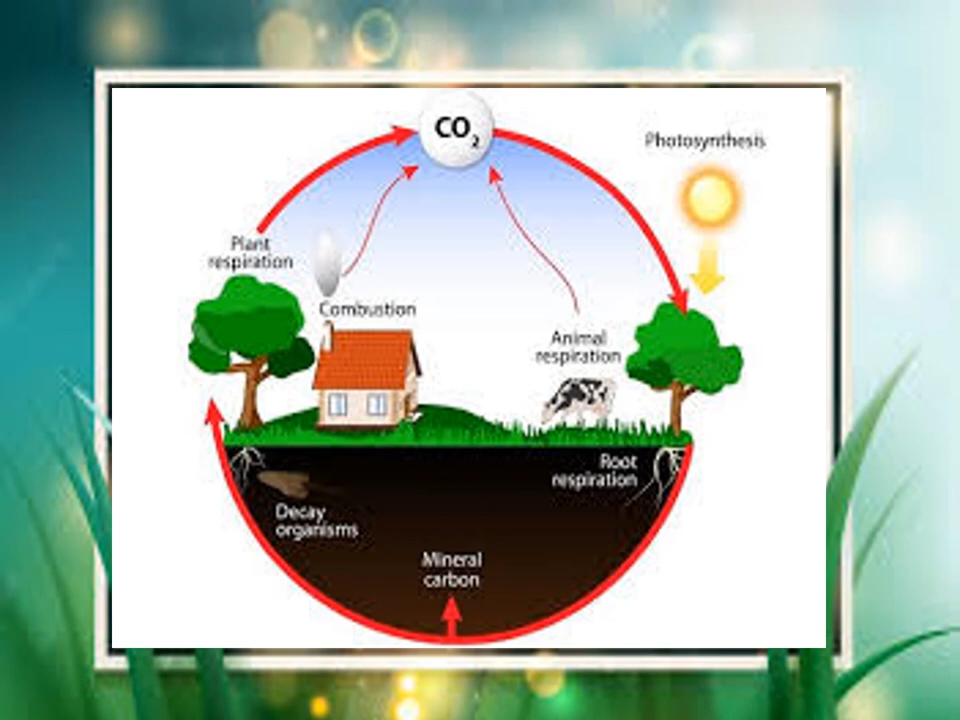 CO₂
Photosynthesis
Plant
respiration
Combustion
Animal
respiration
Root
respiration
Decay
organisms
Mineral
carbon